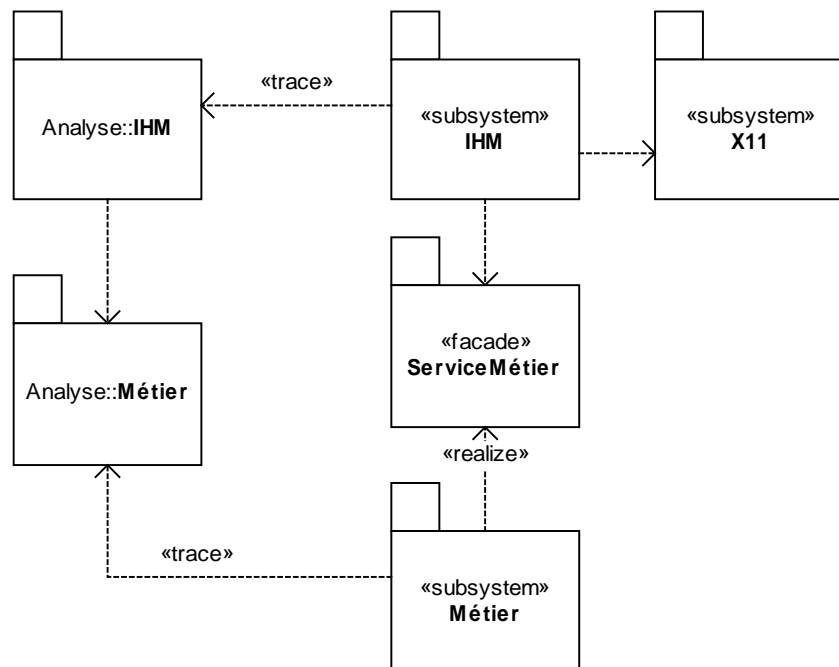 «trace»
Analyse::IHM
«subsystem»
IHM
«subsystem»
X11
«facade»
ServiceMétier
Analyse::Métier
«realize»
«trace»
«subsystem»
Métier